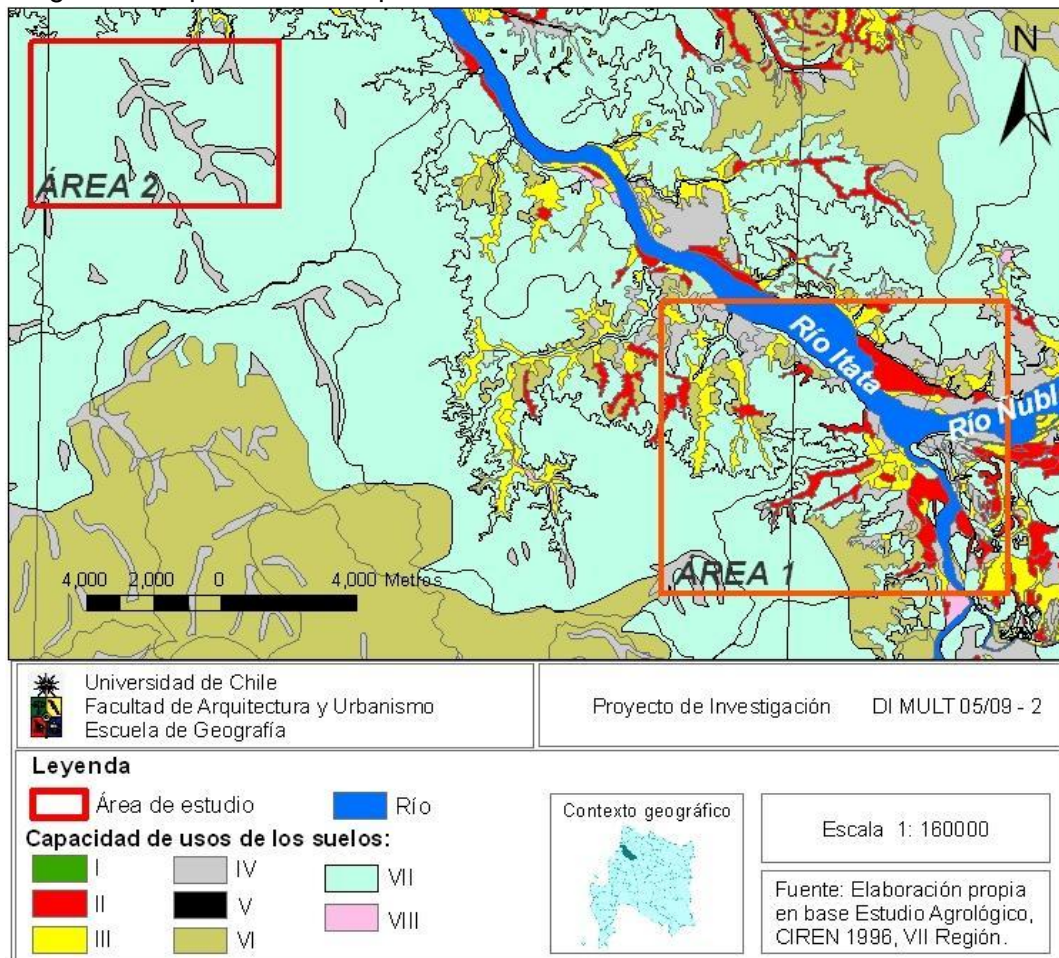 N
ÁREA 2
Río Itata
Río Nubl
ÁREA 1
4,000 2,000 0 4,000 Metros
Universidad de Chile
Facultad de Arquitectura y Urbanismo
Escuela de Geografía
Proyecto de Investigación DI MULT 05/09 - 2
Leyenda
Área de estudio
Río
Capacidad de usos de los suelos:
I
II
III
IV
V
VI
VII
VIII
Contexto geográfico
Escala 1: 160000
Fuente: Elaboración propia
en base Estudio Agrológico,
CIREN 1996, VII Región.